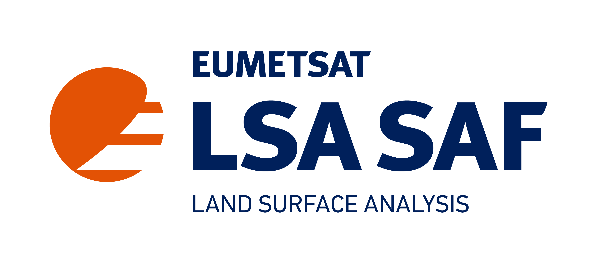 EUMETSAT
LSA SAF
LAND SURFACE ANALYSIS